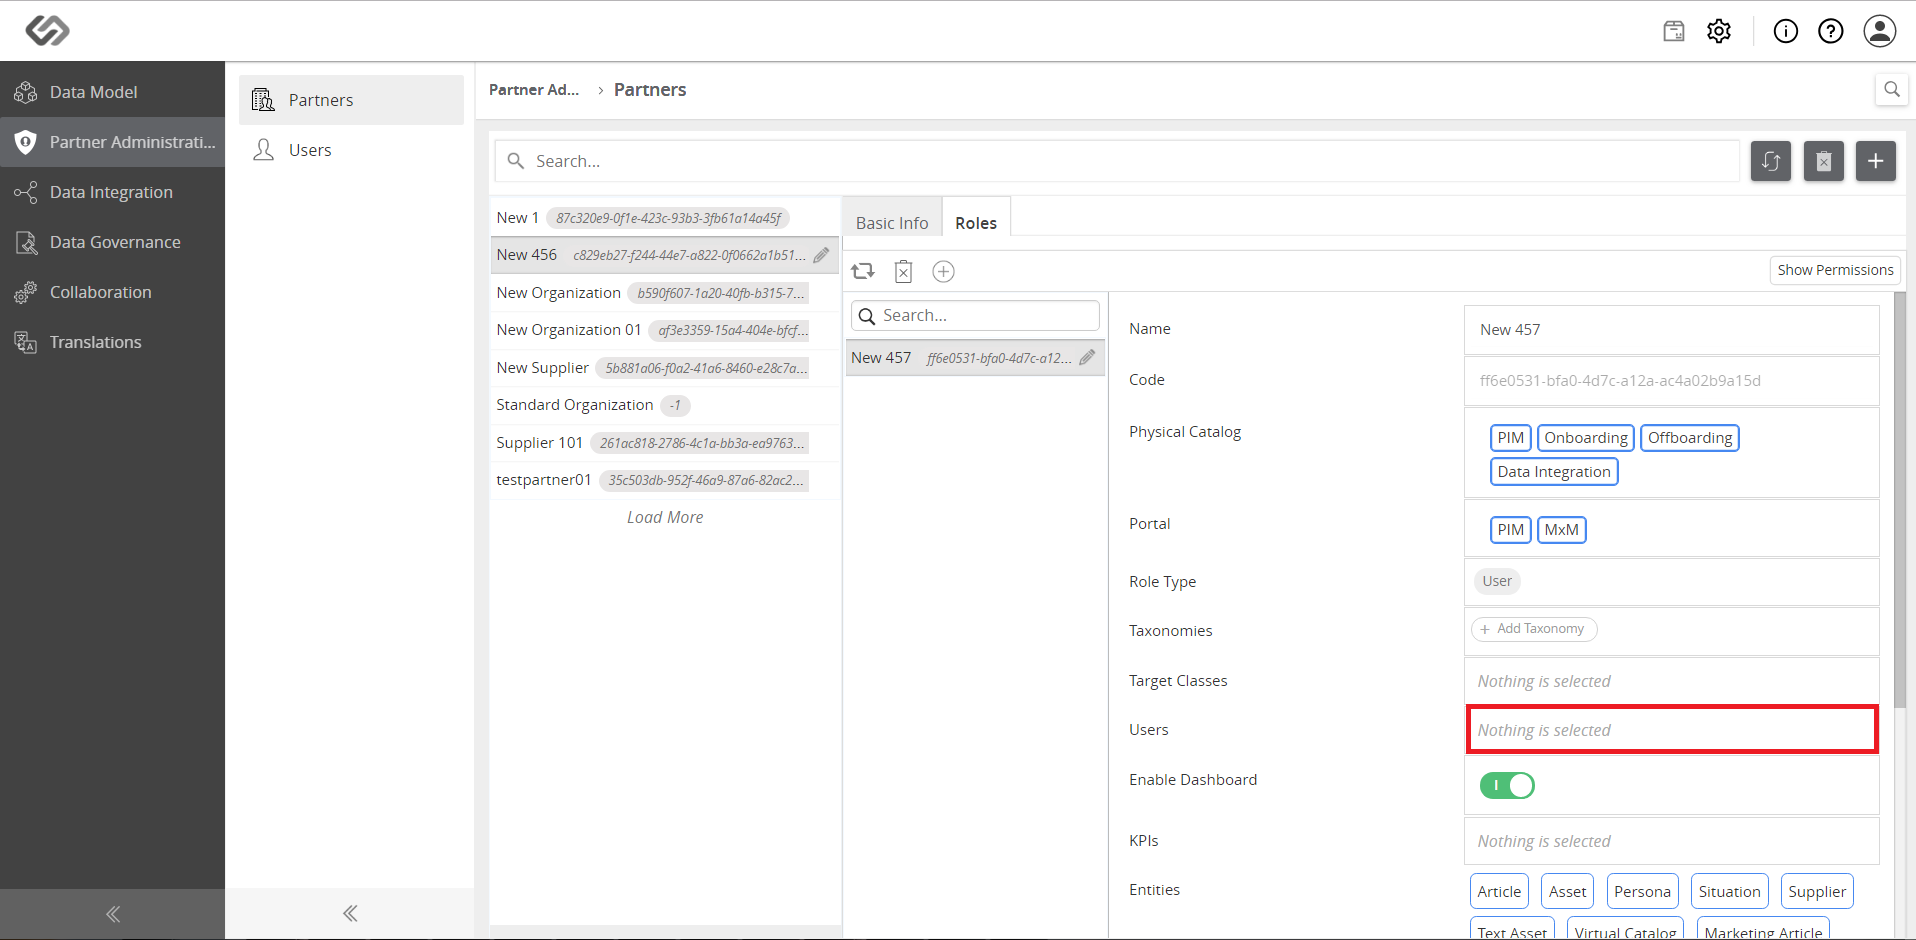 Data Model
Partner Administrati...
Data Integration
Data Governance
Collaboration
Translations
Partners
Users
Partner Ad... › Partners
Search...
New 1 87c320e9-0f1e-423c-93b3-3fb61a14a45f
New 456 c829eb27-f244-44e7-a822-0f0662a1b51...
New Organization b590f607-1a20-40fb-b315-7...
New Organization 01 af3e3359-15a4-404e-bfcf...
New Supplier 5b881a06-f0a2-41a6-8460-e28c7a...
Standard Organization -1
Supplier 101 261ac818-2786-4c1a-bb3a-ea9763...
testpartner01 35c503db-952f-46a9-87a6-82ac2...
Load More
Basic Info Roles
Show Permissions
Search...
New 457 ff6e0531-bfa0-4d7c-a12...
Name New 457
Code ff6e0531-bfa0-4d7c-a12a-ac4a02b9a15d
Physical Catalog PIM Onboarding Offboarding
Data Integration
Portal PIM MxM
Role Type User
Taxonomies + Add Taxonomy
Target Classes Nothing is selected
Users Nothing is selected
Enable Dashboard
KPIs Nothing is selected
Entities Article Asset Persona Situation Supplier
Text Asset Virtual Catalog Marketing Article